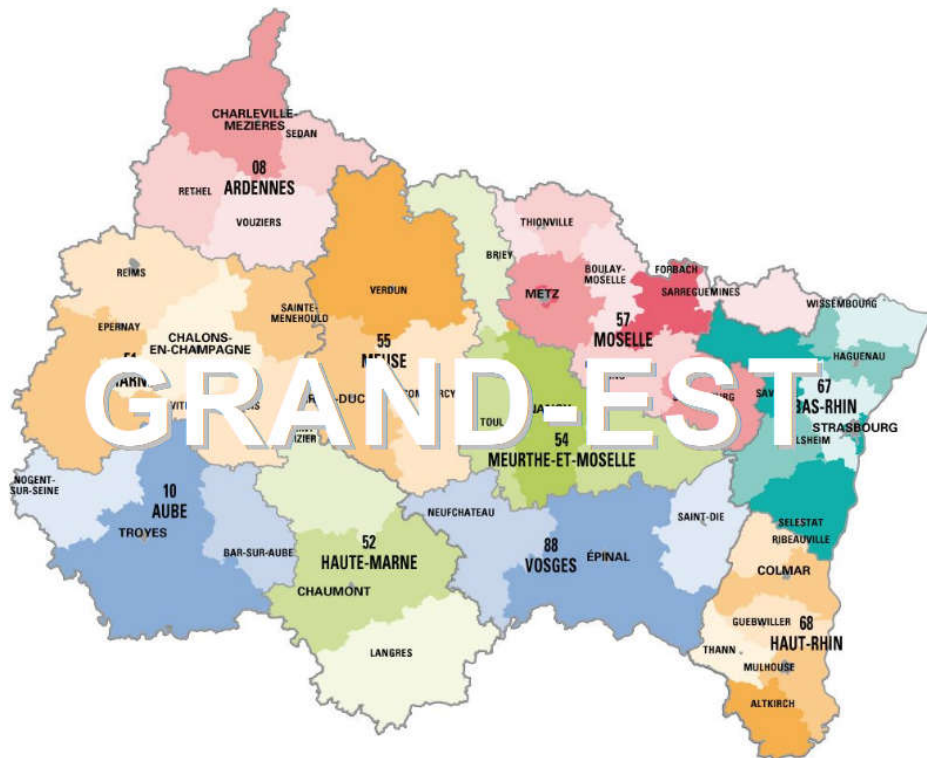 CHARLEVILLE-
MEZIÈRES
SEDAN
08
ARDENNES
RETHEL
VOUZIERS
REIMS
EPERNAY
CHALONS-
EN-CHAMPAGNE
SAINTE-
MENEHOULD
VERDUN
55
MEUSE
BRIEY
THIONVILLE
BOULAY-
MOSELLE
FORBACH
SARREGUEMINES
METZ
57
MOSELLE
WISSEMBOURG
HAGUENAU
67
BAS-RHIN
STRASBOURG
GRAND-EST
TOUL
54
MEURTHE-ET-MOSELLE
NOGENT-
SUR-SEINE
10
AUBE
TROYES
BAR-SUR-AUBE
52
HAUTE-MARNE
CHAUMONT
LANGRES
NEUFCHATEAU
88
VOSGES
ÉPINAL
SAINT-DIE
SELESTAT
RIBEAUVILLE
COLMAR
GUEBWILLER
68
HAUT-RHIN
THANN
MULHOUSE
ALTKIRCH